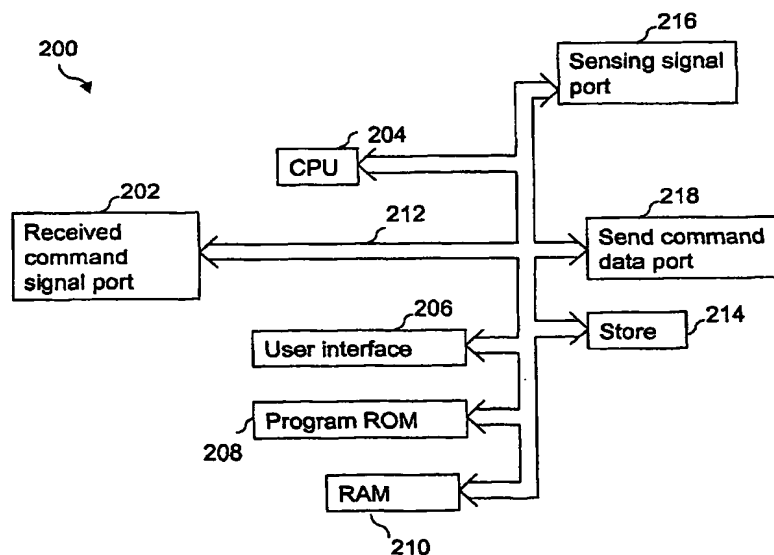 200
216
Sensing signal
port
204
CPU
202
Received
command
signal port
212
218
Send command
data port
206
User interface
Store
214
Program ROM
208
RAM
210